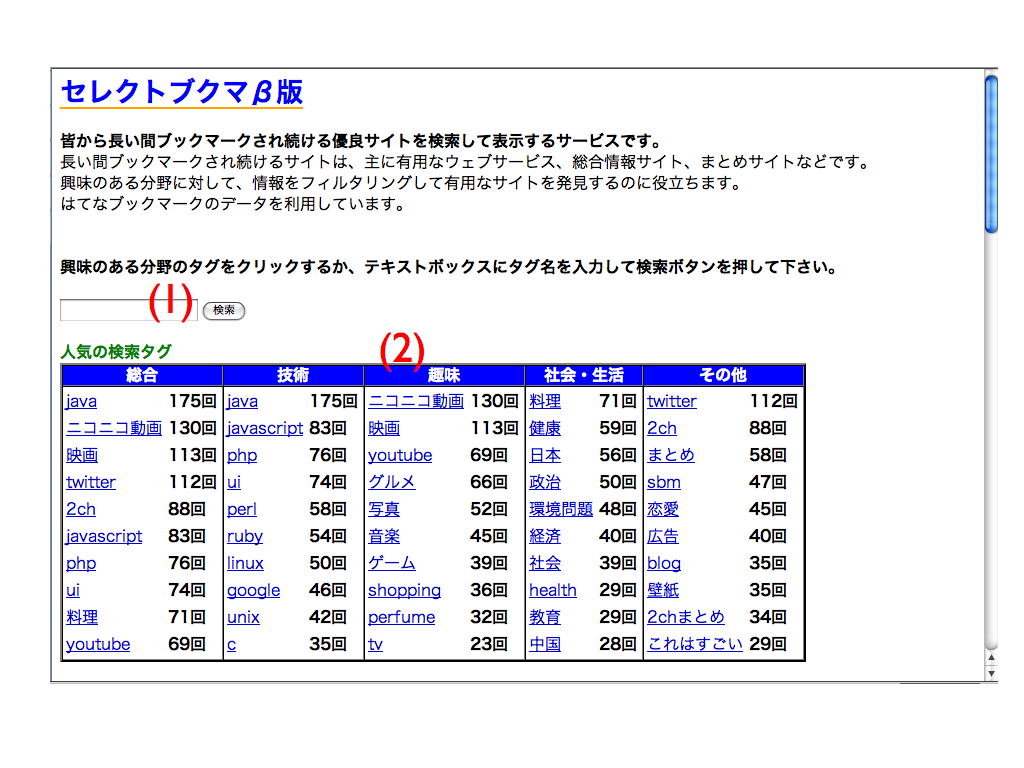 セレクトブクマβ版
皆から長い間ブックマークされ続ける優良サイトを検索して表示するサービスです。
長い間ブックマークされ続けるサイトは、主に有用なウェブサービス、総合情報サイト、まとめサイトなどです。
興味のある分野に対して、情報をフィルタリングして有用なサイトを発見するのに役立ちます。
はてなブックマークのデータを利用しています。
興味のある分野のタグをクリックするか、テキストボックスにタグ名を入力して検索ボタンを押して下さい。
(1) 検索
人気の検索タグ (2)
総合 技術 趣味 社会・生活 その他
java 175回 java 175回 ニコニコ動画 130回 料理 71回 twitter 112回
ニコニコ動画 130回 javascript 83回 映画 113回 健康 59回 2ch 88回
映画 113回 php 76回 youtube 69回 日本 56回 まとめ 58回
twitter 112回 ui 74回 グルメ 66回 政治 50回 sbm 47回
2ch 88回 perl 58回 写真 52回 環境問題 48回 恋愛 45回
javascript 83回 ruby 54回 音楽 45回 経済 40回 広告 40回
php 76回 linux 50回 ゲーム 39回 社会 39回 blog 35回
ui 74回 google 46回 shopping 36回 health 29回 壁紙 35回
料理 71回 unix 42回 perfume 32回 教育 29回 2chまとめ 34回
youtube 69回 c 35回 tv 23回 中国 28回 これはすごい 29回